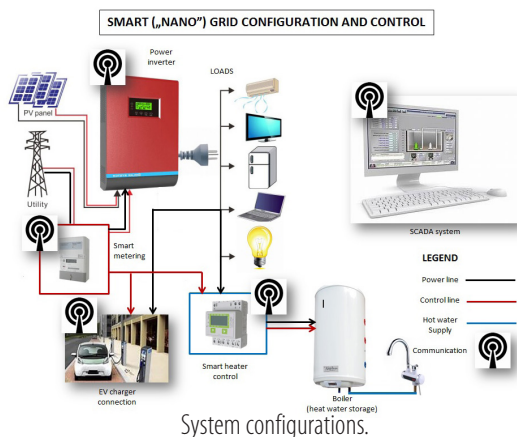 SMART („NANO”) GRID CONFIGURATION AND CONTROL
Power
inverter
LOADS
PV panel
Utility
Smart
metering
SCADA system
LEGEND
Power line
Control line
Hot water
Supply
Communication
EV charger
connection
Smart heater
control
Boiler
(heat water storage)
System configurations.